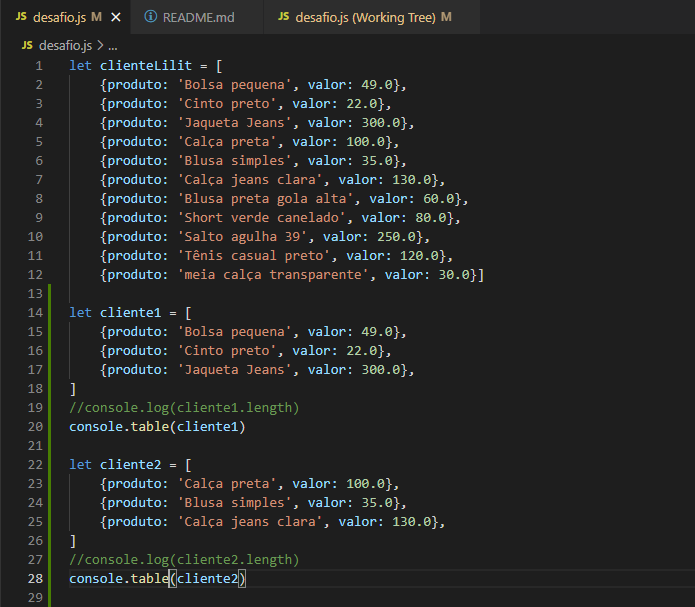 JS desafio.js M ✕ ⓘ README.md JS desafio.js (Working Tree) M
JS desafio.js > ...
1 let clienteLilit = [
2 {produto: 'Bolsa pequena', valor: 49.0},
3 {produto: 'Cinto preto', valor: 22.0},
4 {produto: 'Jaqueta Jeans', valor: 300.0},
5 {produto: 'Calça preta', valor: 100.0},
6 {produto: 'Blusa simples', valor: 35.0},
7 {produto: 'Calça jeans clara', valor: 130.0},
8 {produto: 'Blusa preta gola alta', valor: 60.0},
9 {produto: 'Short verde canelado', valor: 80.0},
10 {produto: 'Salto agulha 39', valor: 250.0},
11 {produto: 'Tênis casual preto', valor: 120.0},
12 {produto: 'meia calça transparente', valor: 30.0}]
13
14 let cliente1 = [
15 {produto: 'Bolsa pequena', valor: 49.0},
16 {produto: 'Cinto preto', valor: 22.0},
17 {produto: 'Jaqueta Jeans', valor: 300.0},
18 ]
19 //console.log(cliente1.length)
20 console.table(cliente1)
21
22 let cliente2 = [
23 {produto: 'Calça preta', valor: 100.0},
24 {produto: 'Blusa simples', valor: 35.0},
25 {produto: 'Calça jeans clara', valor: 130.0},
26 ]
27 //console.log(cliente2.length)
28 console.table(cliente2)
29